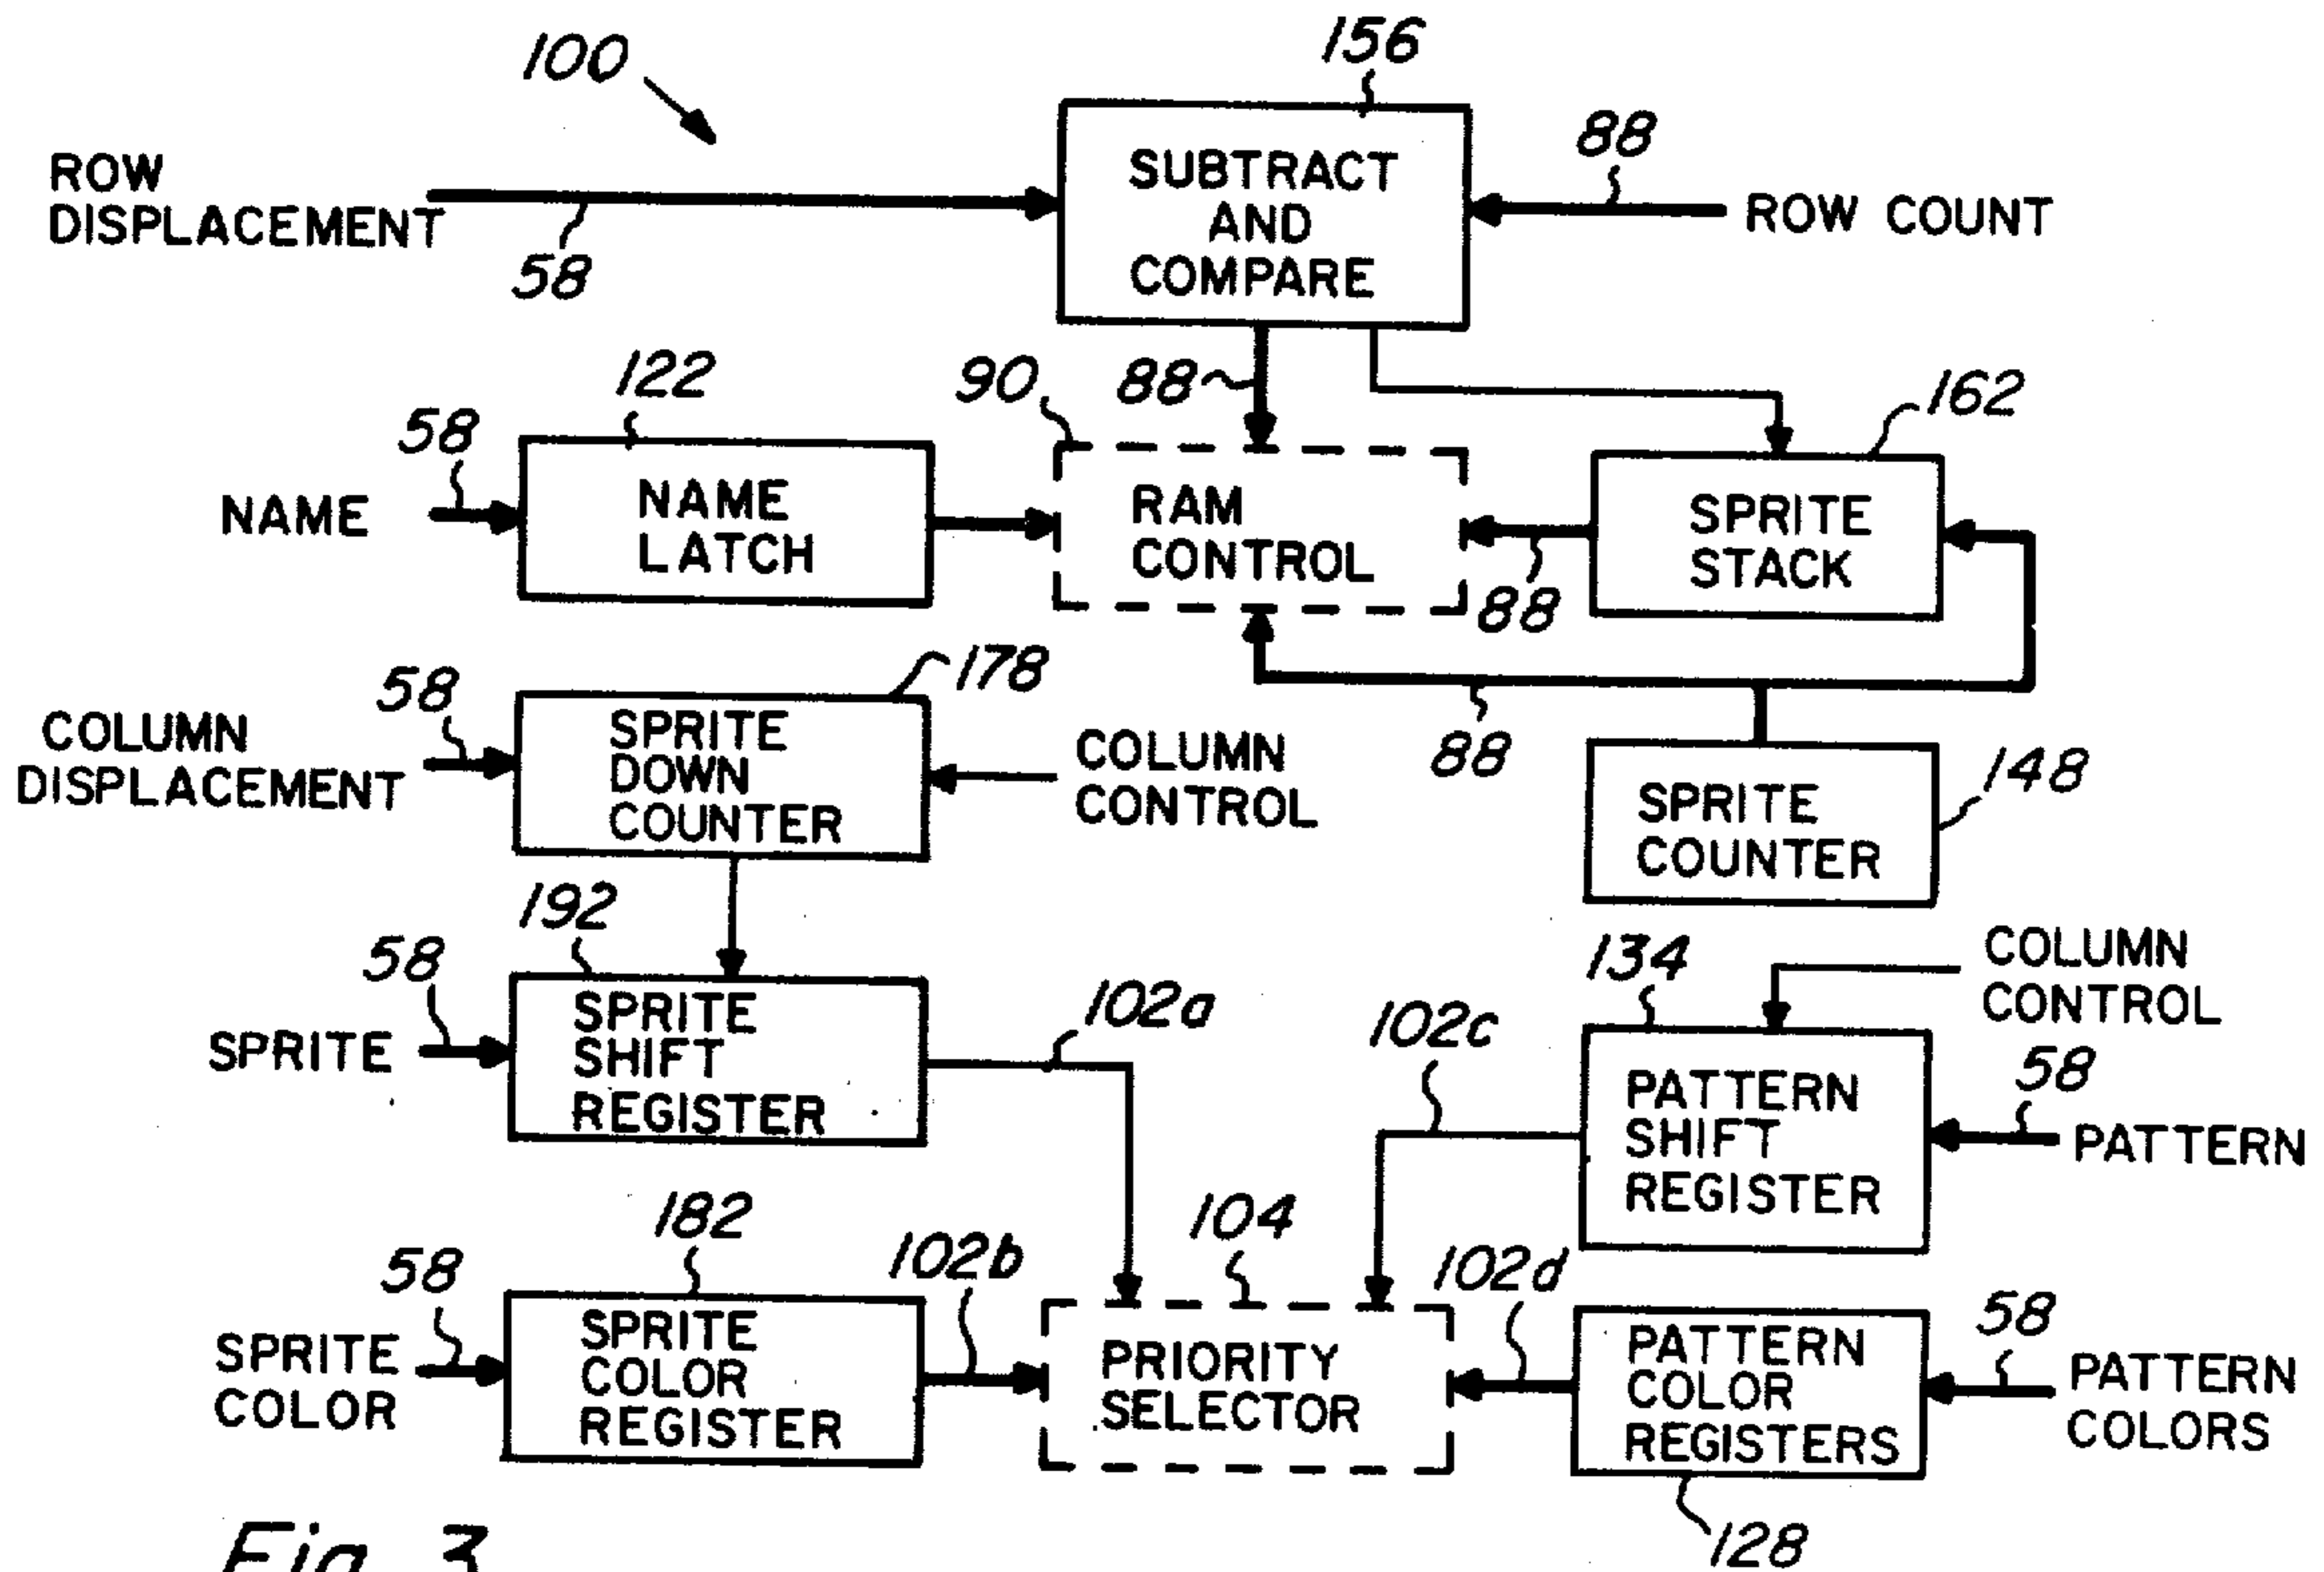 100
156
ROW
DISPLACEMENT
58
SUBTRACT
AND
COMPARE
88
ROW COUNT
122
90
88
162
58
NAME
NAME
LATCH
RAM
CONTROL
88
SPRITE
STACK
178
58
COLUMN
DISPLACEMENT
SPRITE
DOWN
COUNTER
COLUMN
CONTROL
88
SPRITE
COUNTER
148
192
58
SPRITE
SPRITE
SHIFT
REGISTER
102a
102c
134
COLUMN
CONTROL
58
PATTERN
SHIFT
REGISTER
PATTERN
182
58
SPRITE
COLOR
SPRITE
COLOR
REGISTER
102b
104
PRIORITY
SELECTOR
102d
PATTERN
COLOR
REGISTERS
58
PATTERN
COLORS
128
Fig. 3